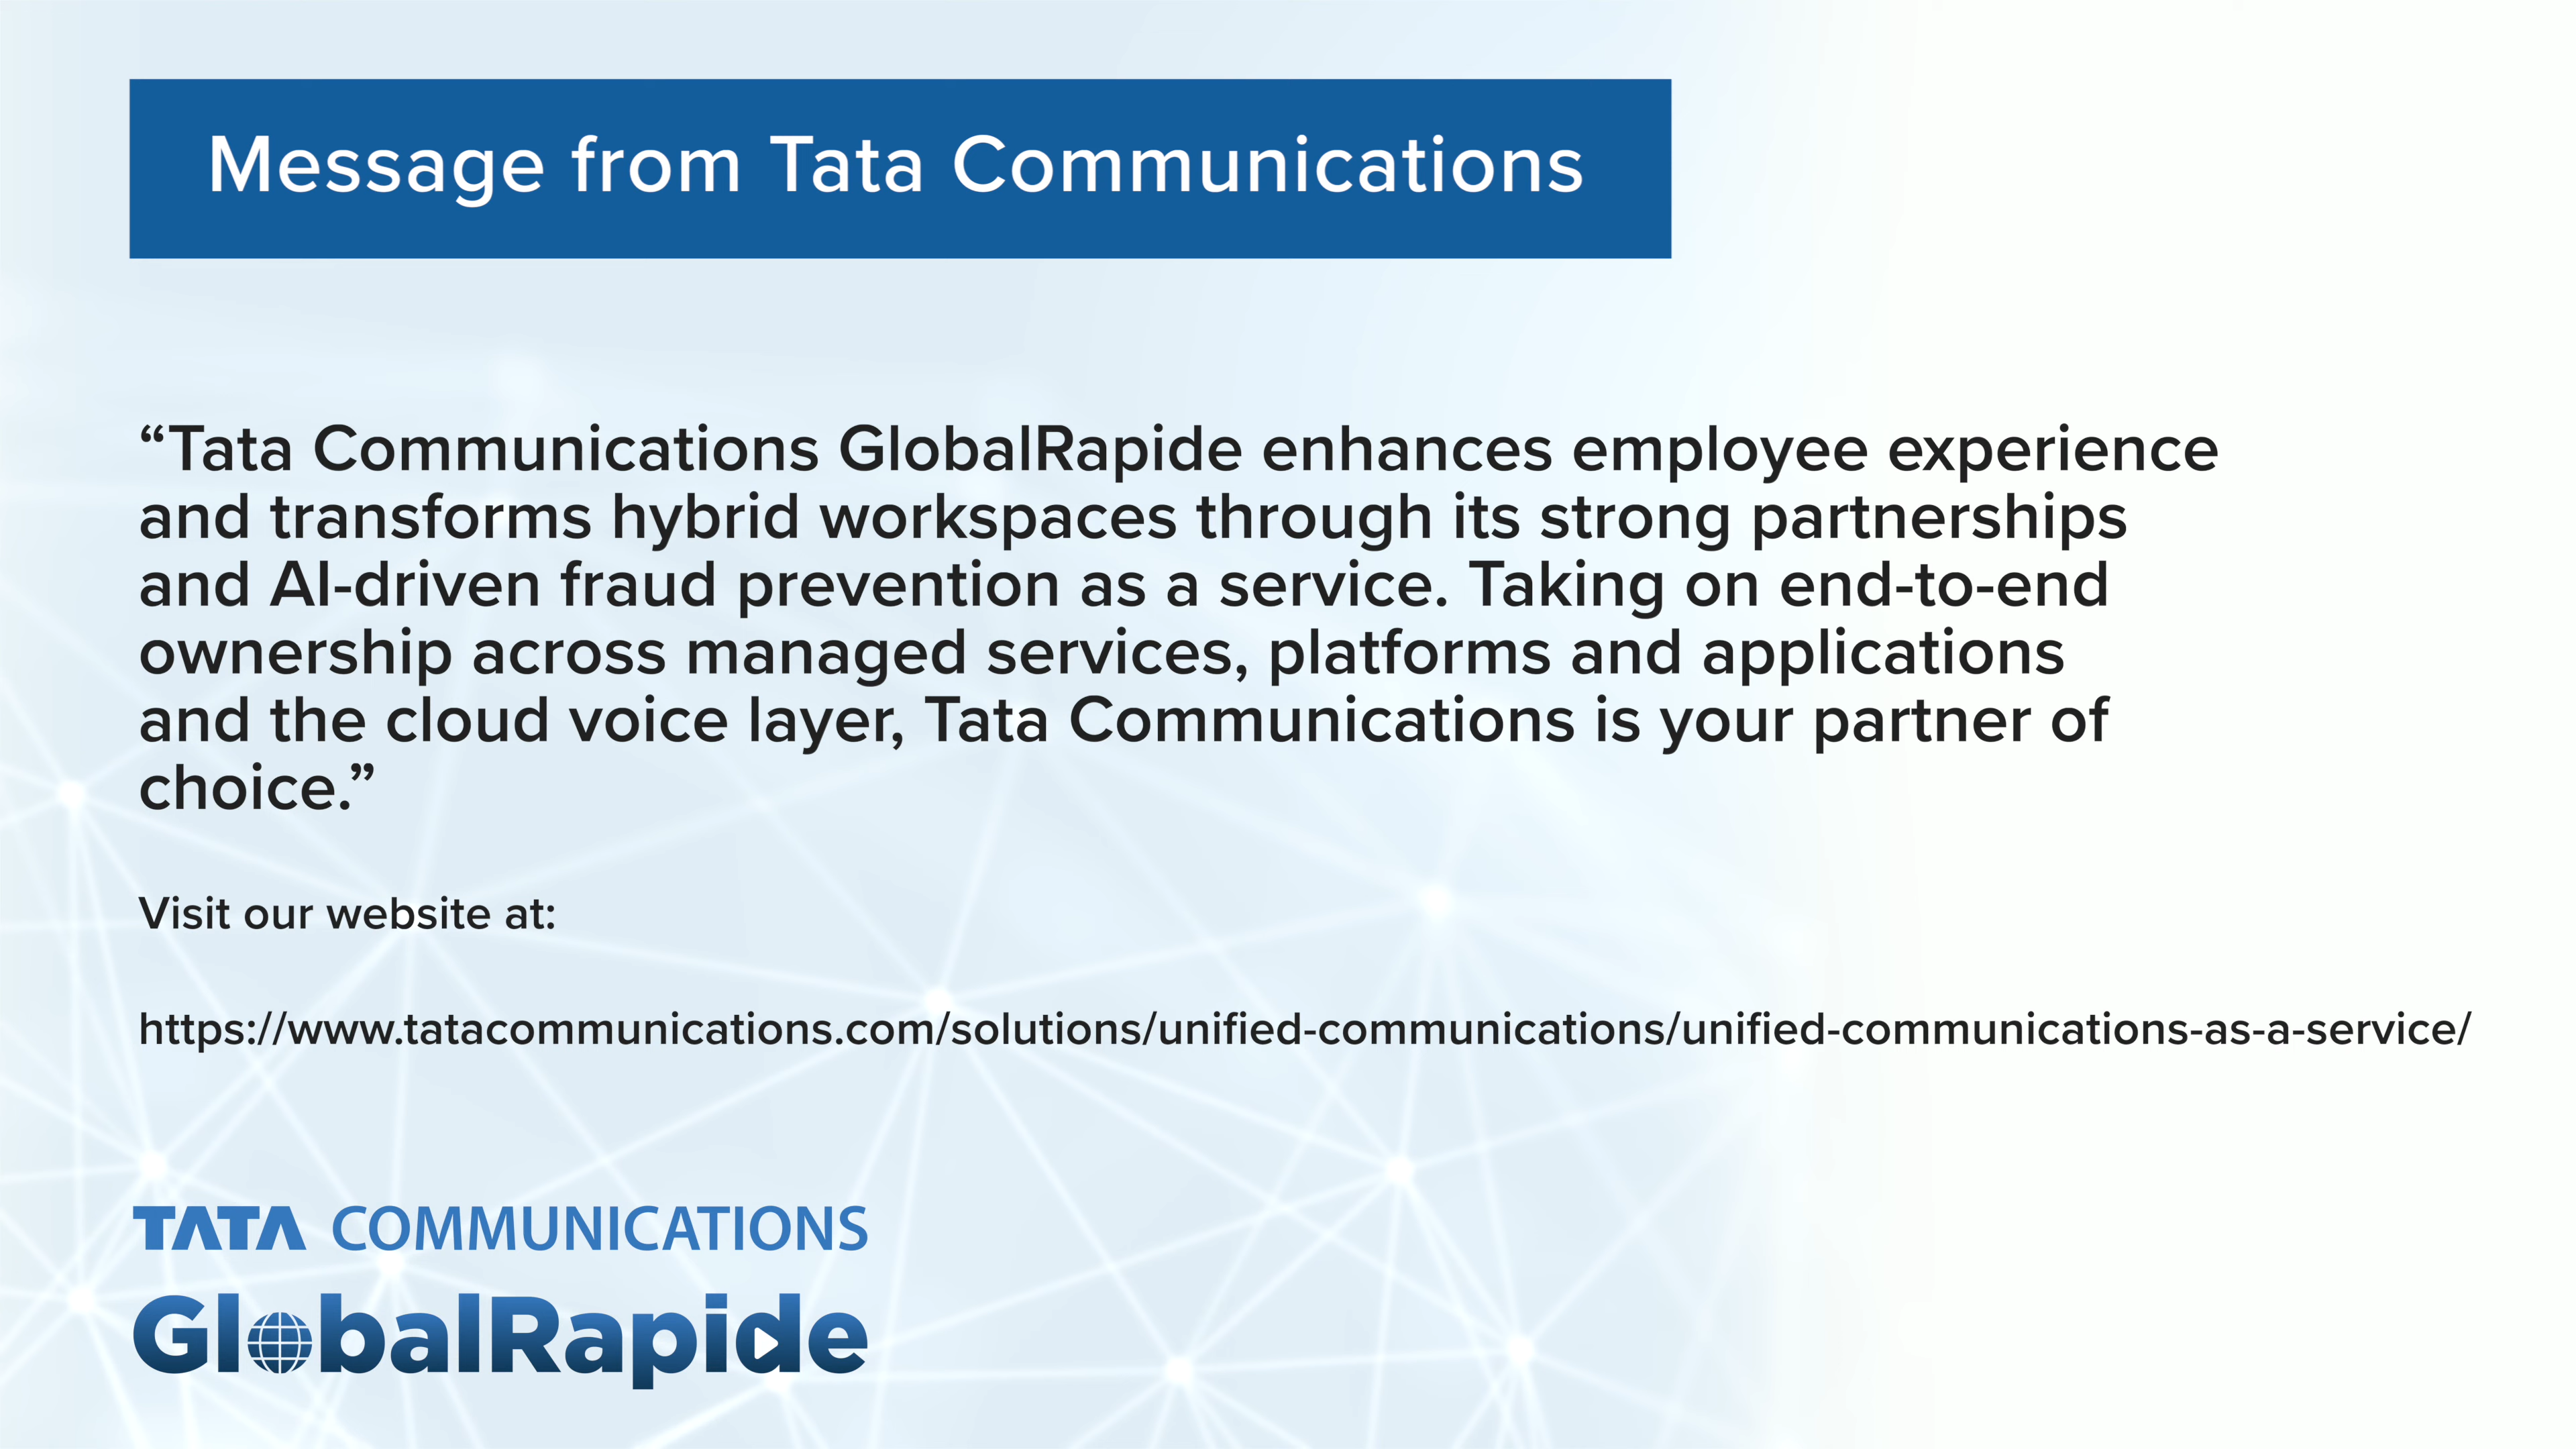 Message from Tata Communications
“Tata Communications GlobalRapide enhances employee experience
and transforms hybrid workspaces through its strong partnerships
and AI-driven fraud prevention as a service. Taking on end-to-end
ownership across managed services, platforms and applications
and the cloud voice layer, Tata Communications is your partner of
choice.”
Visit our website at:
https://www.tatacommunications.com/solutions/unified-communications/unified-communications-as-a-service/
TATA COMMUNICATIONS
GlobalRapide